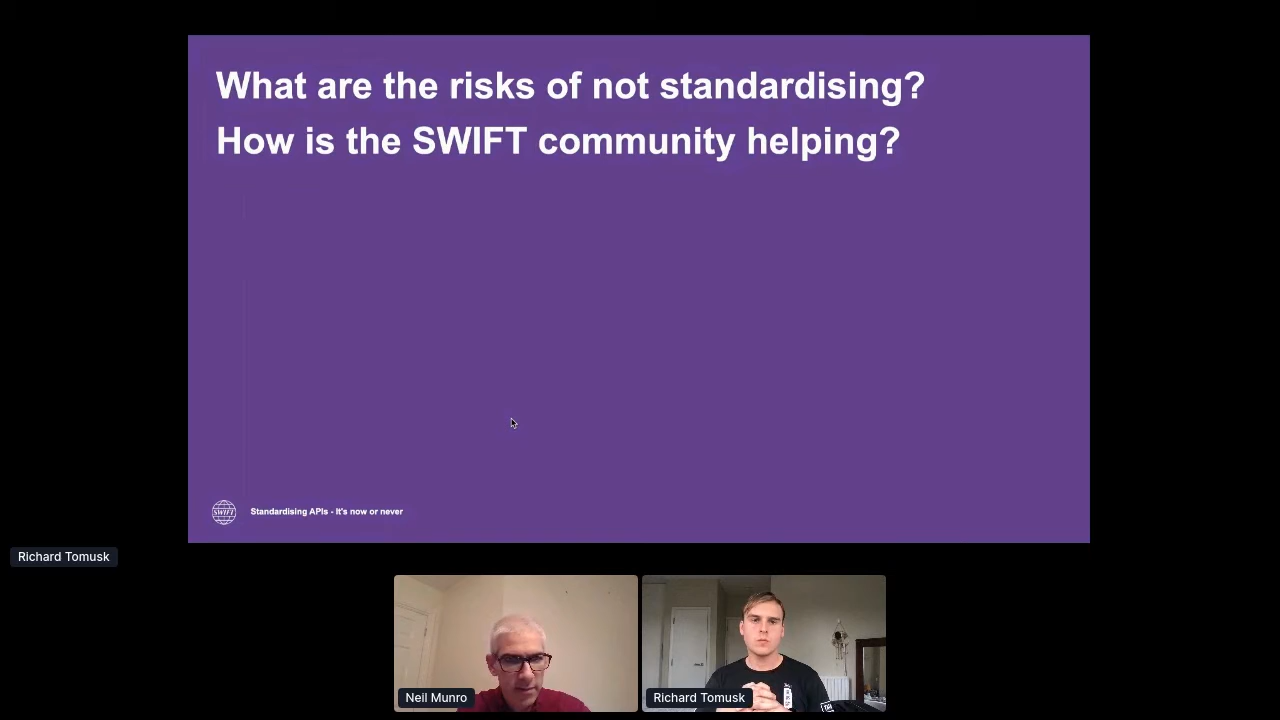 What are the risks of not standardising?
How is the SWIFT community helping?
SWIFT
Standardising APIs - It's now or never
Richard Tomusk
Neil Munro
Richard Tomusk